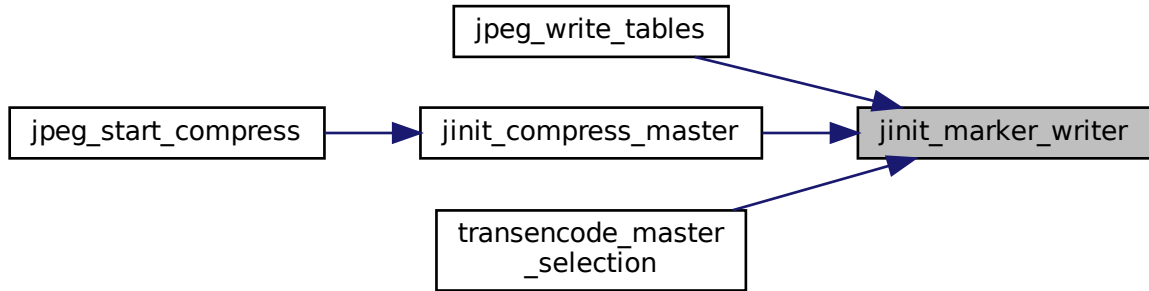 jpeg_write_tables
jpeg_start_compress
jinit_compress_master
jinit_marker_writer
transencode_master
_selection